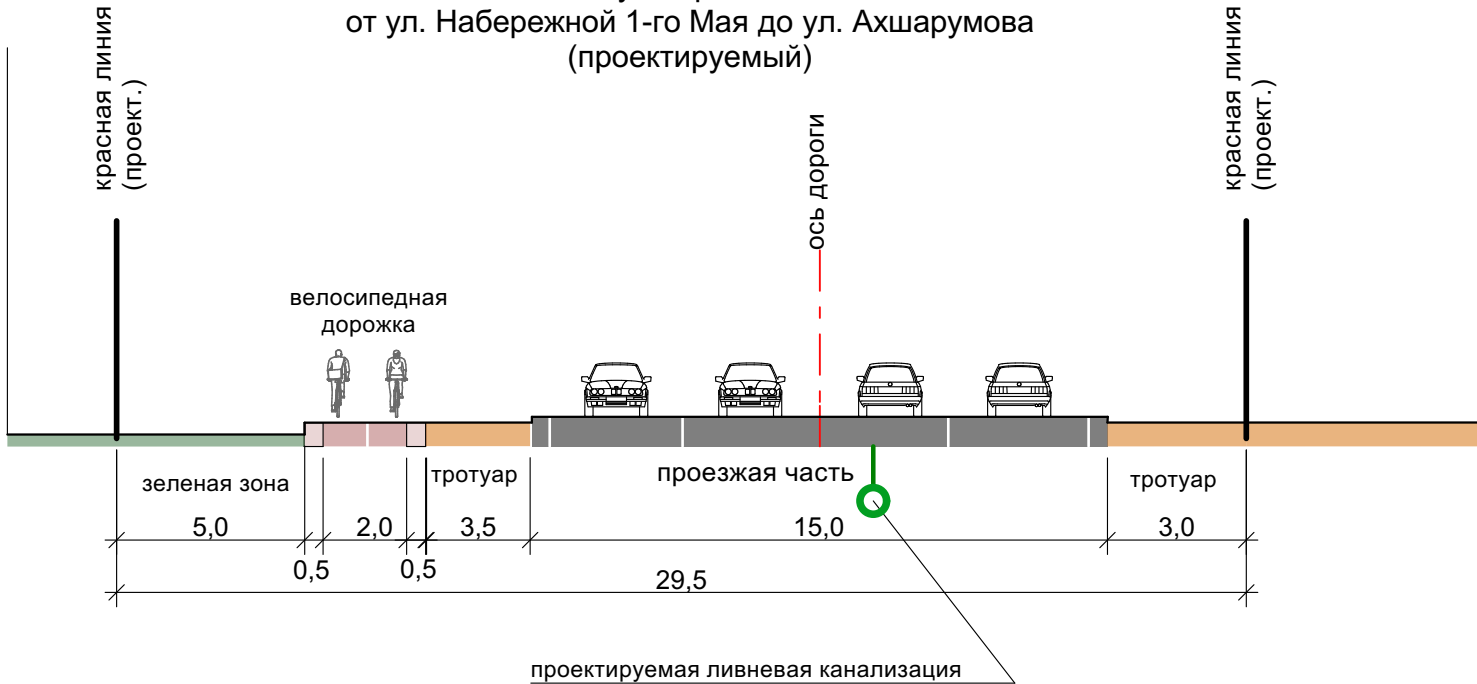 от ул. Набережной 1-го Мая до ул. Ахшарумова
(проектируемый)
красная линия
(проект.)
ось дороги
красная линия
(проект.)
велосипедная
дорожка
зеленая зона
тротуар
проезжая часть
тротуар
5,0
2,0
3,5
15,0
3,0
0,5
0,5
29,5
проектируемая ливневая канализация